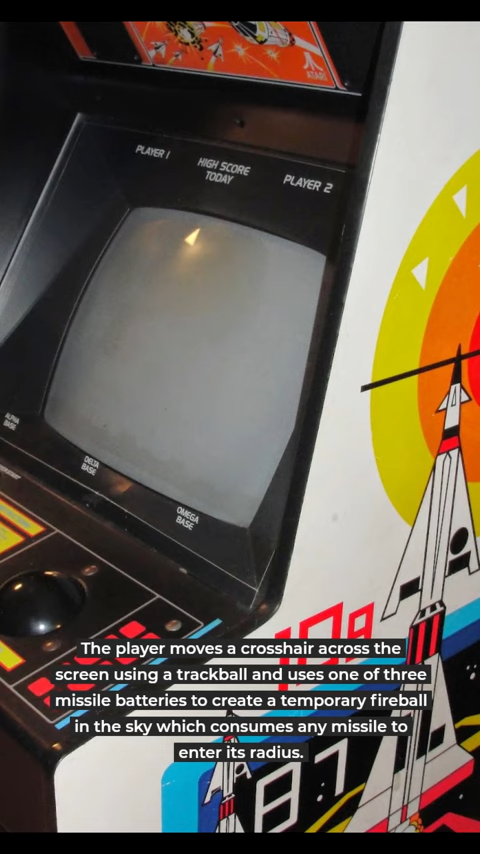 ATARI
PLAYER 1
HIGH SCORE
TODAY
PLAYER 2
ALPHA
BASE
DELTA
BASE
OMEGA
BASE
The player moves a crosshair across the
screen using a trackball and uses one of three
missile batteries to create a temporary fireball
in the sky which consumes any missile to
enter its radius.